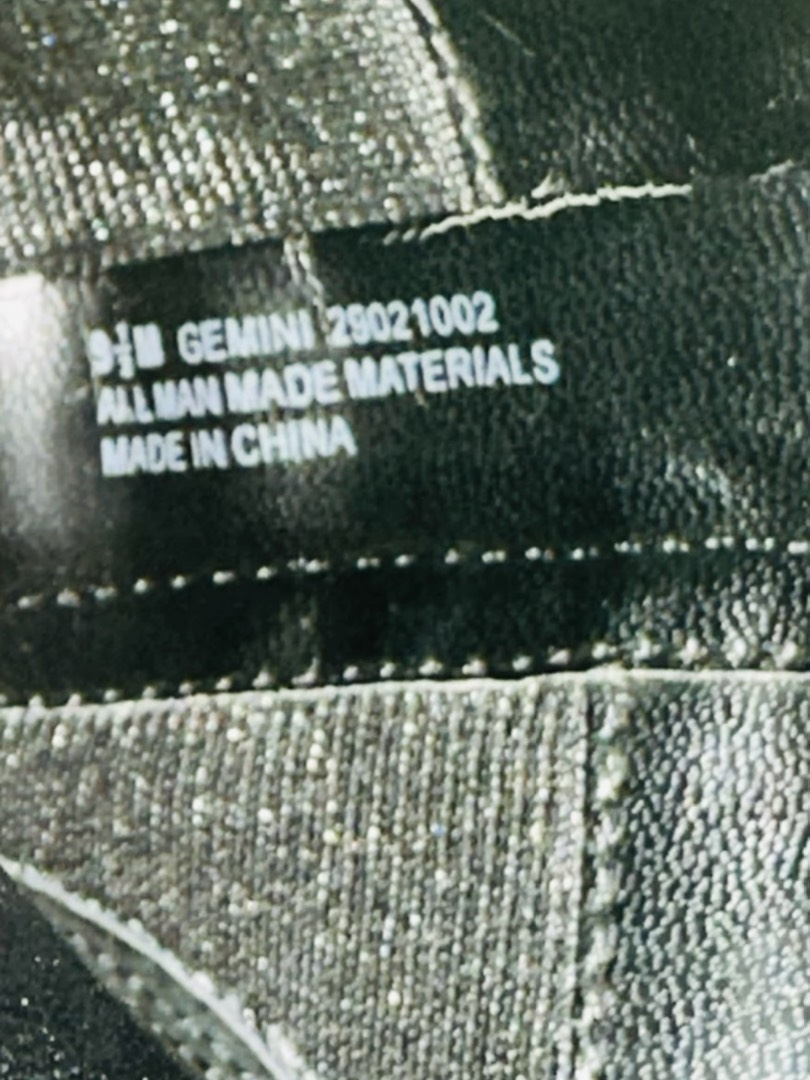 9½M GEMINI 29021002
ALL MAN MADE MATERIALS
MADE IN CHINA